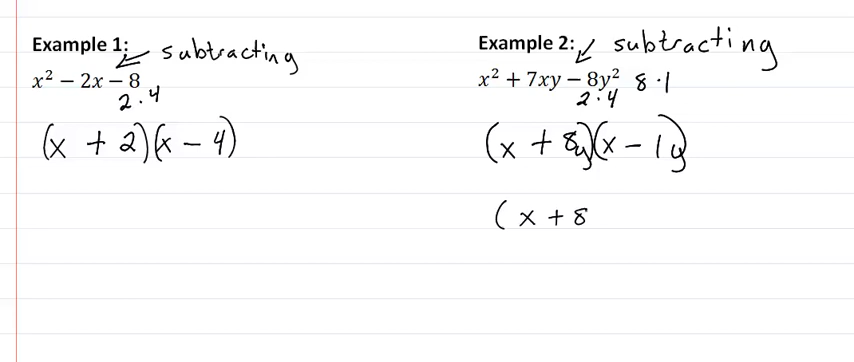 Example 1: subtracting
x² − 2x − 8
2·4
(x + 2)(x − 4)
Example 2: subtracting
x² + 7xy − 8y² 8·1
2·4
(x + 8y)(x − 1y)
(x + 8